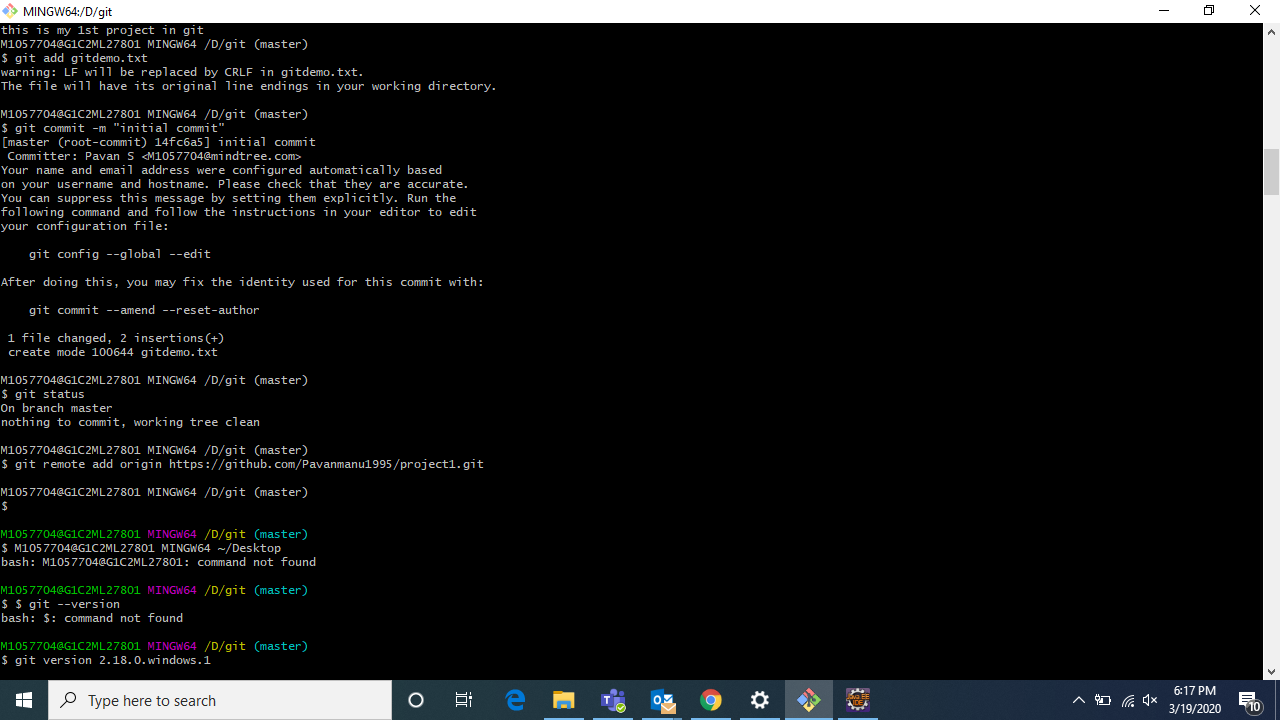 MINGW64:/D/git
this is my 1st project in git
M1057704@G1C2ML27801 MINGW64 /D/git (master)
$ git add gitdemo.txt
warning: LF will be replaced by CRLF in gitdemo.txt.
The file will have its original line endings in your working directory.
M1057704@G1C2ML27801 MINGW64 /D/git (master)
$ git commit -m "initial commit"
[master (root-commit) 14fc6a5] initial commit
Committer: Pavan S <M1057704@mindtree.com>
Your name and email address were configured automatically based
on your username and hostname. Please check that they are accurate.
You can suppress this message by setting them explicitly. Run the
following command and follow the instructions in your editor to edit
your configuration file:
git config --global --edit
After doing this, you may fix the identity used for this commit with:
git commit --amend --reset-author
1 file changed, 2 insertions(+)
create mode 100644 gitdemo.txt
M1057704@G1C2ML27801 MINGW64 /D/git (master)
$ git status
On branch master
nothing to commit, working tree clean
M1057704@G1C2ML27801 MINGW64 /D/git (master)
$ git remote add origin https://github.com/Pavanmanu1995/project1.git
M1057704@G1C2ML27801 MINGW64 /D/git (master)
$
M1057704@G1C2ML27801 MINGW64 /D/git (master)
$ M1057704@G1C2ML27801 MINGW64 ~/Desktop
bash: M1057704@G1C2ML27801: command not found
M1057704@G1C2ML27801 MINGW64 /D/git (master)
$ $ git --version
bash: $: command not found
M1057704@G1C2ML27801 MINGW64 /D/git (master)
$ git version 2.18.0.windows.1
Type here to search
Java EE
IDE
6:17 PM
3/19/2020
10